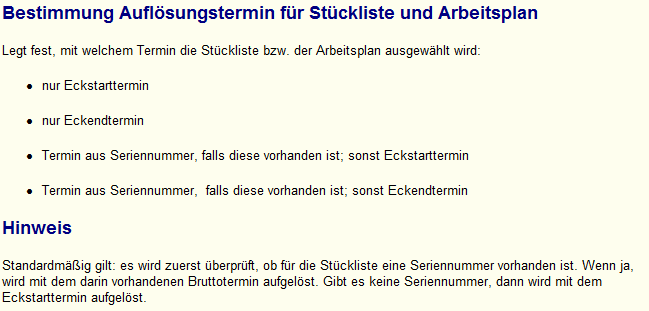 Bestimmung Auflösungstermin für Stückliste und Arbeitsplan
Legt fest, mit welchem Termin die Stückliste bzw. der Arbeitsplan ausgewählt wird:
• nur Eckstarttermin
• nur Eckendtermin
• Termin aus Seriennummer, falls diese vorhanden ist; sonst Eckstarttermin
• Termin aus Seriennummer,  falls diese vorhanden ist; sonst Eckendtermin
Hinweis
Standardmäßig gilt: es wird zuerst überprüft, ob für die Stückliste eine Seriennummer vorhanden ist. Wenn ja,
wird mit dem darin vorhandenen Bruttotermin aufgelöst. Gibt es keine Seriennummer, dann wird mit dem
Eckstarttermin aufgelöst.